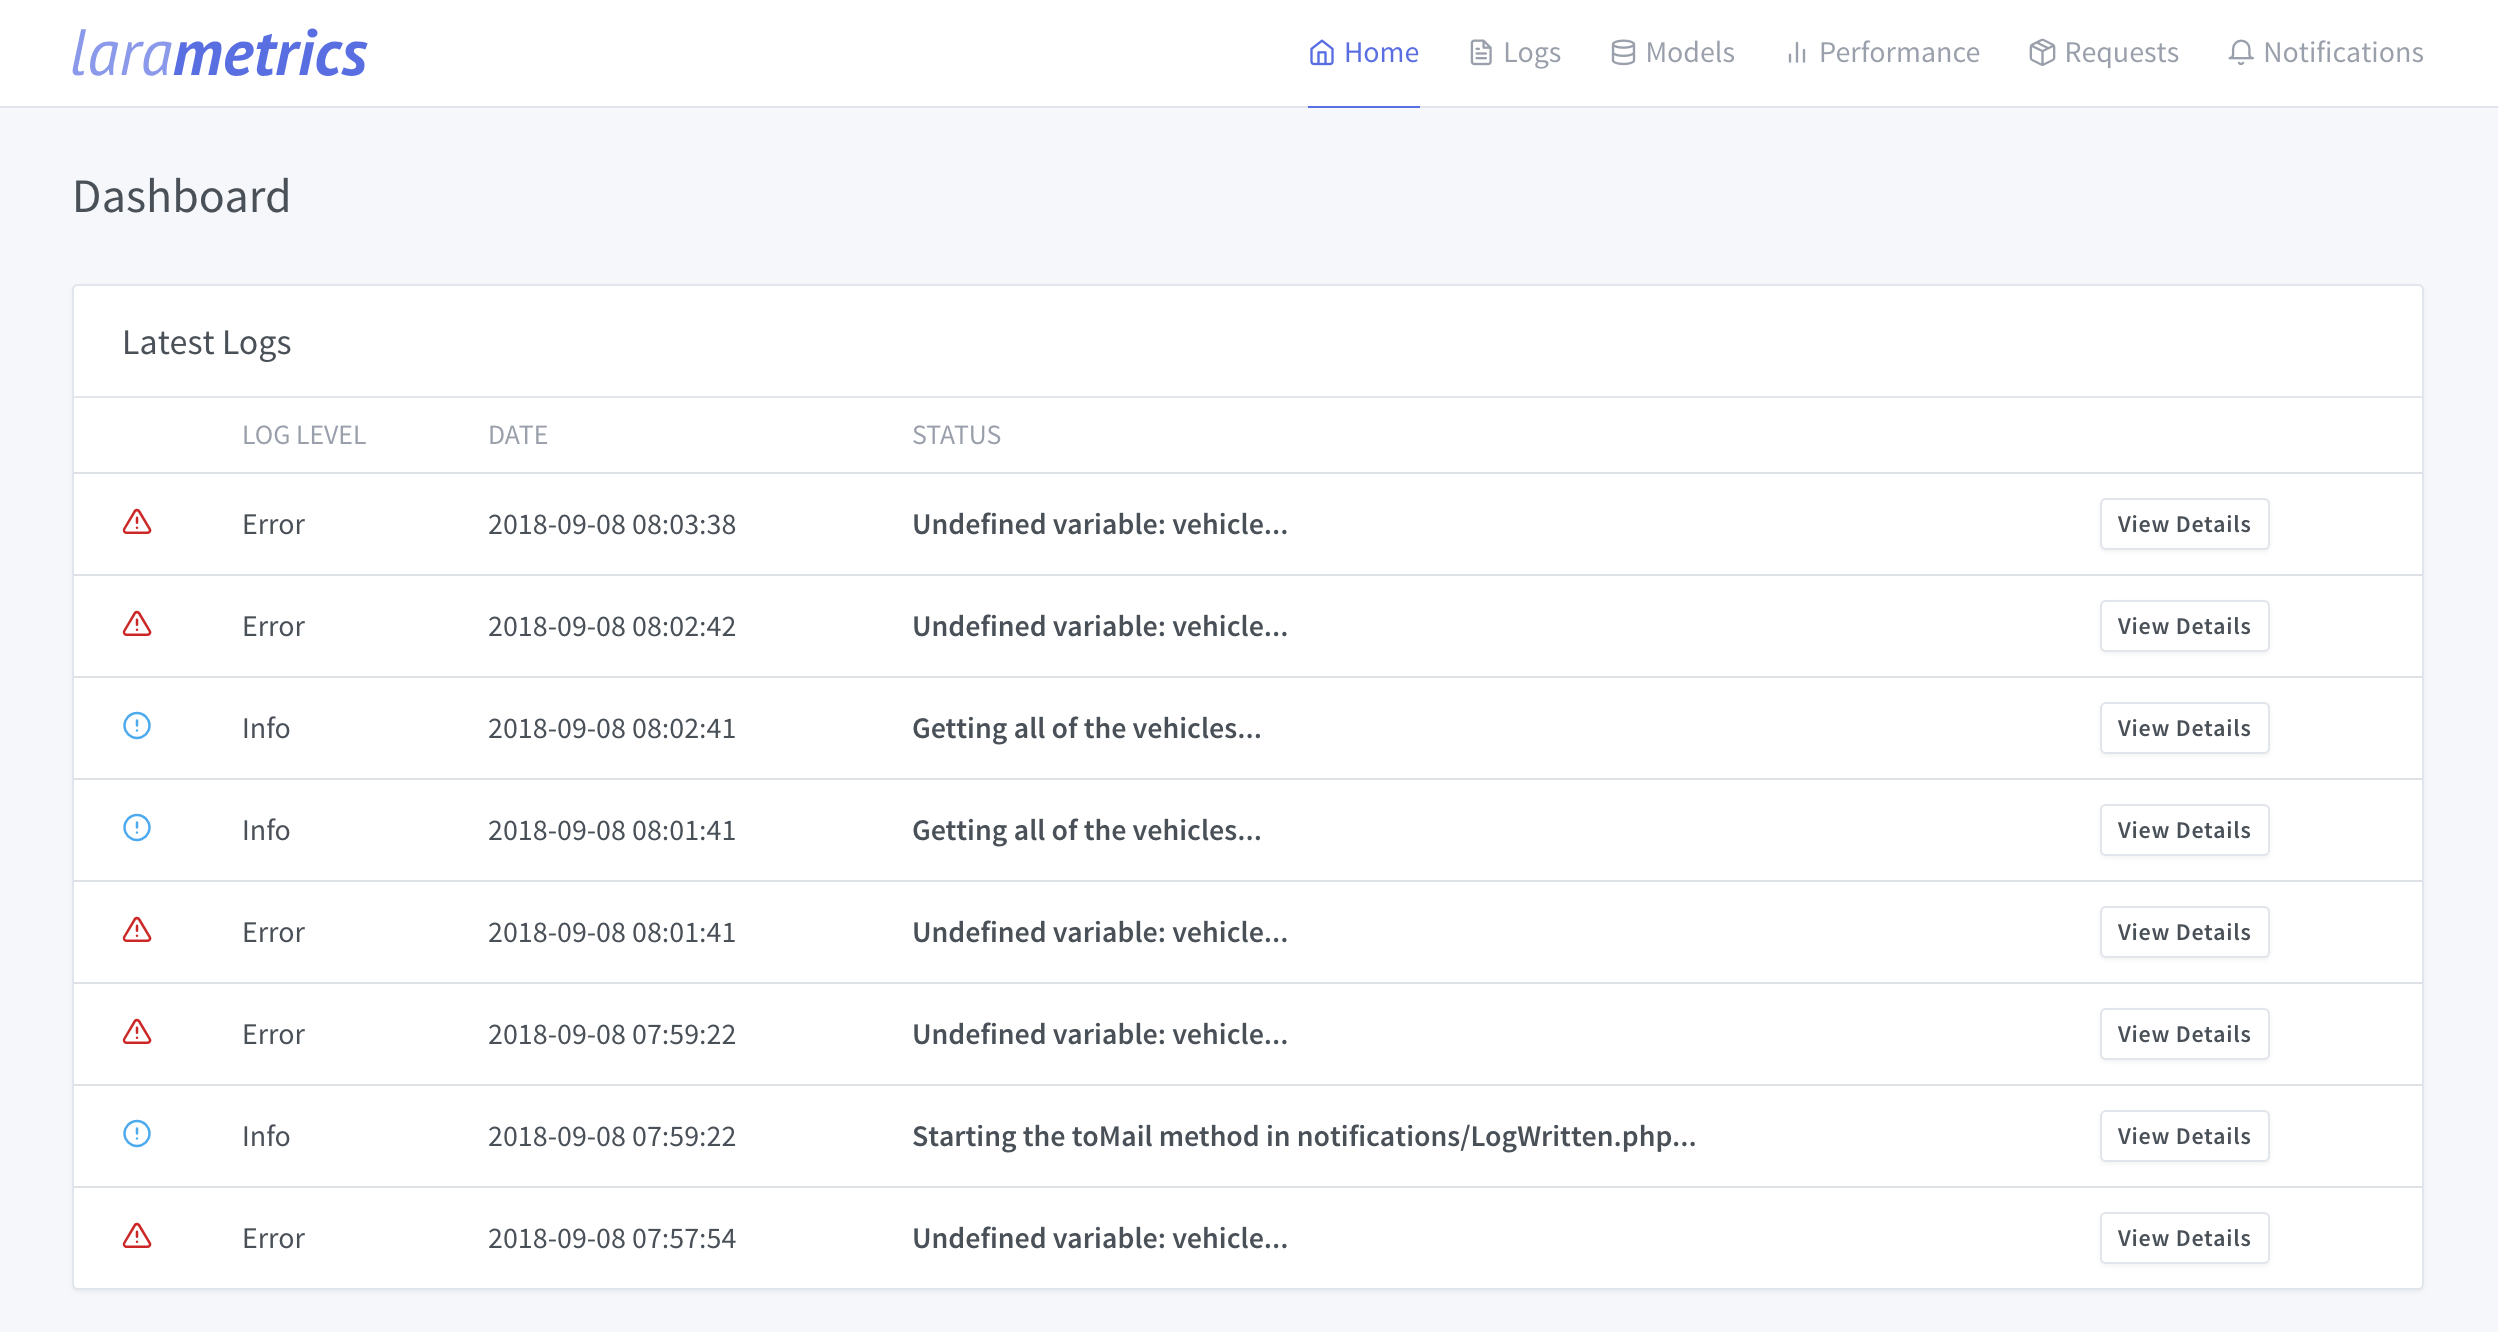 larametrics Home Logs Models Performance Requests Notifications
Dashboard
Latest Logs
LOG LEVEL DATE STATUS
Error 2018-09-08 08:03:38 Undefined variable: vehicle... View Details
Error 2018-09-08 08:02:42 Undefined variable: vehicle... View Details
Info 2018-09-08 08:02:41 Getting all of the vehicles... View Details
Info 2018-09-08 08:01:41 Getting all of the vehicles... View Details
Error 2018-09-08 08:01:41 Undefined variable: vehicle... View Details
Error 2018-09-08 07:59:22 Undefined variable: vehicle... View Details
Info 2018-09-08 07:59:22 Starting the toMail method in notifications/LogWritten.php... View Details
Error 2018-09-08 07:57:54 Undefined variable: vehicle... View Details